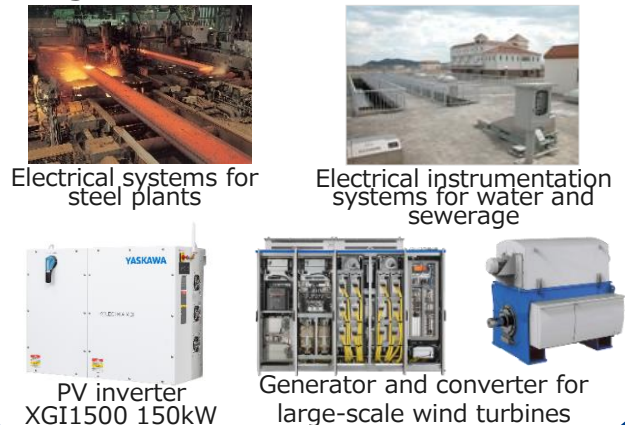 Electrical systems for
steel plants
Electrical instrumentation
systems for water and
sewerage
YASKAWA
PV inverter
XGI1500 150kW
Generator and converter for
large-scale wind turbines